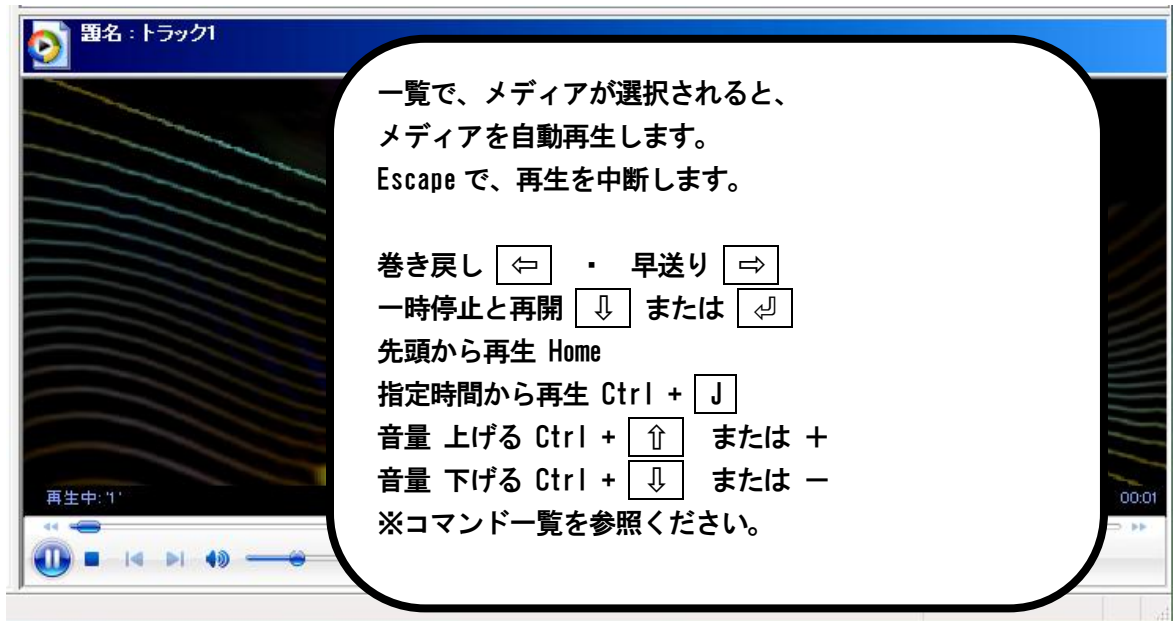 題名：トラック1
一覧で、メディアが選択されると、
メディアを自動再生します。
Escape で、再生を中断します。
巻き戻し ⇦ ・ 早送り ⇨
一時停止と再開 ⇩ または ⏎
先頭から再生 Home
指定時間から再生 Ctrl + J
音量 上げる Ctrl + ⇧ または ＋
音量 下げる Ctrl + ⇩ または －
※コマンド一覧を参照ください。
再生中: '1'
00:01